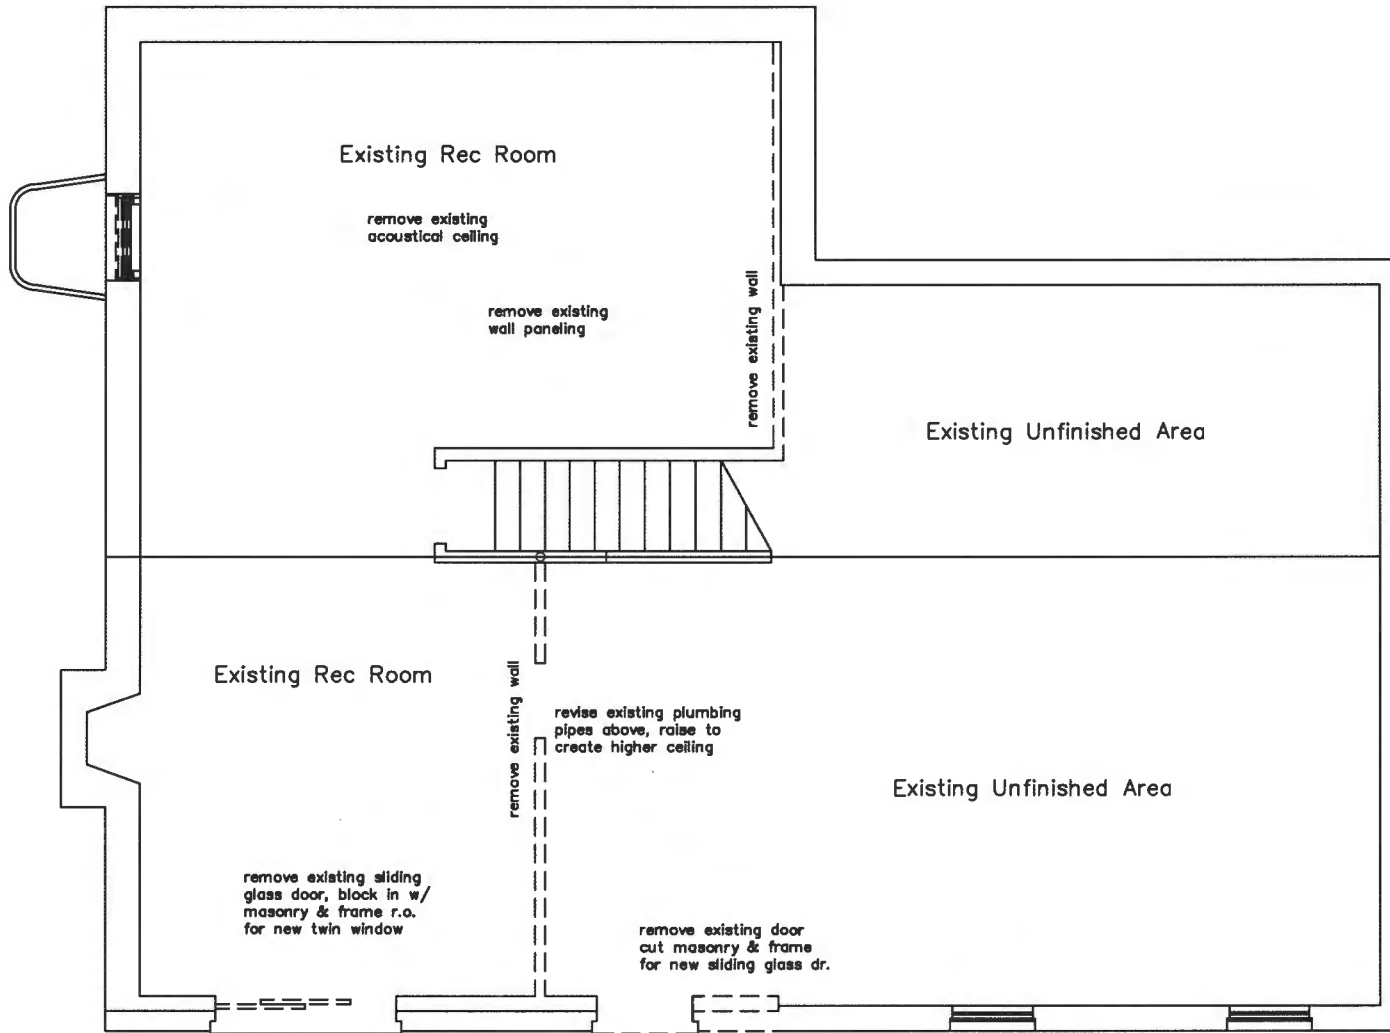 Existing Rec Room
remove existing
acoustical ceiling
remove existing
wall paneling
remove existing wall
Existing Unfinished Area
Existing Rec Room
remove existing wall
revise existing plumbing
pipes above, raise to
create higher ceiling
Existing Unfinished Area
remove existing sliding
glass door, block in w/
masonry & frame r.o.
for new twin window
remove existing door
cut masonry & frame
for new sliding glass dr.